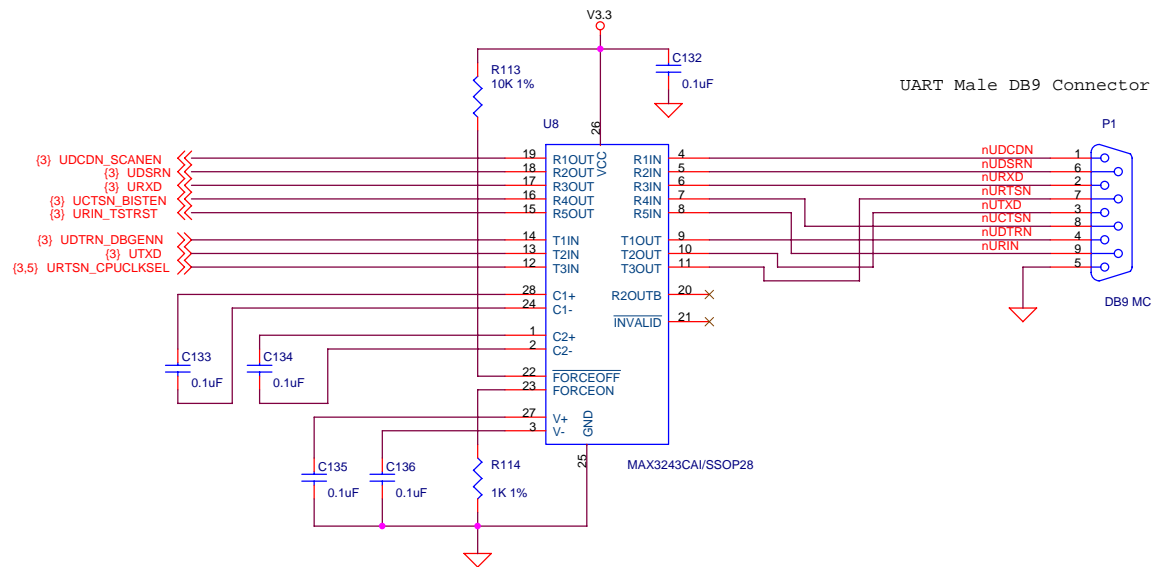 V3.3
C132
0.1uF
R113
10K 1%
UART Male DB9 Connector
U8
P1
26
VCC
{3} UDCDN_SCANEN 19 R1OUT R1IN 4 nUDCDN 1
{3} UDSRN 18 R2OUT R2IN 5 nUDSRN 6
{3} URXD 17 R3OUT R3IN 6 nURXD 2
{3} UCTSN_BISTEN 16 R4OUT R4IN 7 nURTSN 7
{3} URIN_TSTRST 15 R5OUT R5IN 8 nUTXD 3
nUCTSN 8
{3} UDTRN_DBGENN 14 T1IN T1OUT 9 nUDTRN 4
{3} UTXD 13 T2IN T2OUT 10 nURIN 9
{3,5} URTSN_CPUCLKSEL 12 T3IN T3OUT 11 5
28 C1+ R2OUTB 20
24 C1-
DB9 MC
INVALID 21
1 C2+
2 C2-
C133
0.1uF
C134
0.1uF
22 FORCEOFF
23 FORCEON
27 V+
3 V-
GND
25
MAX3243CAI/SSOP28
C135
0.1uF
C136
0.1uF
R114
1K 1%